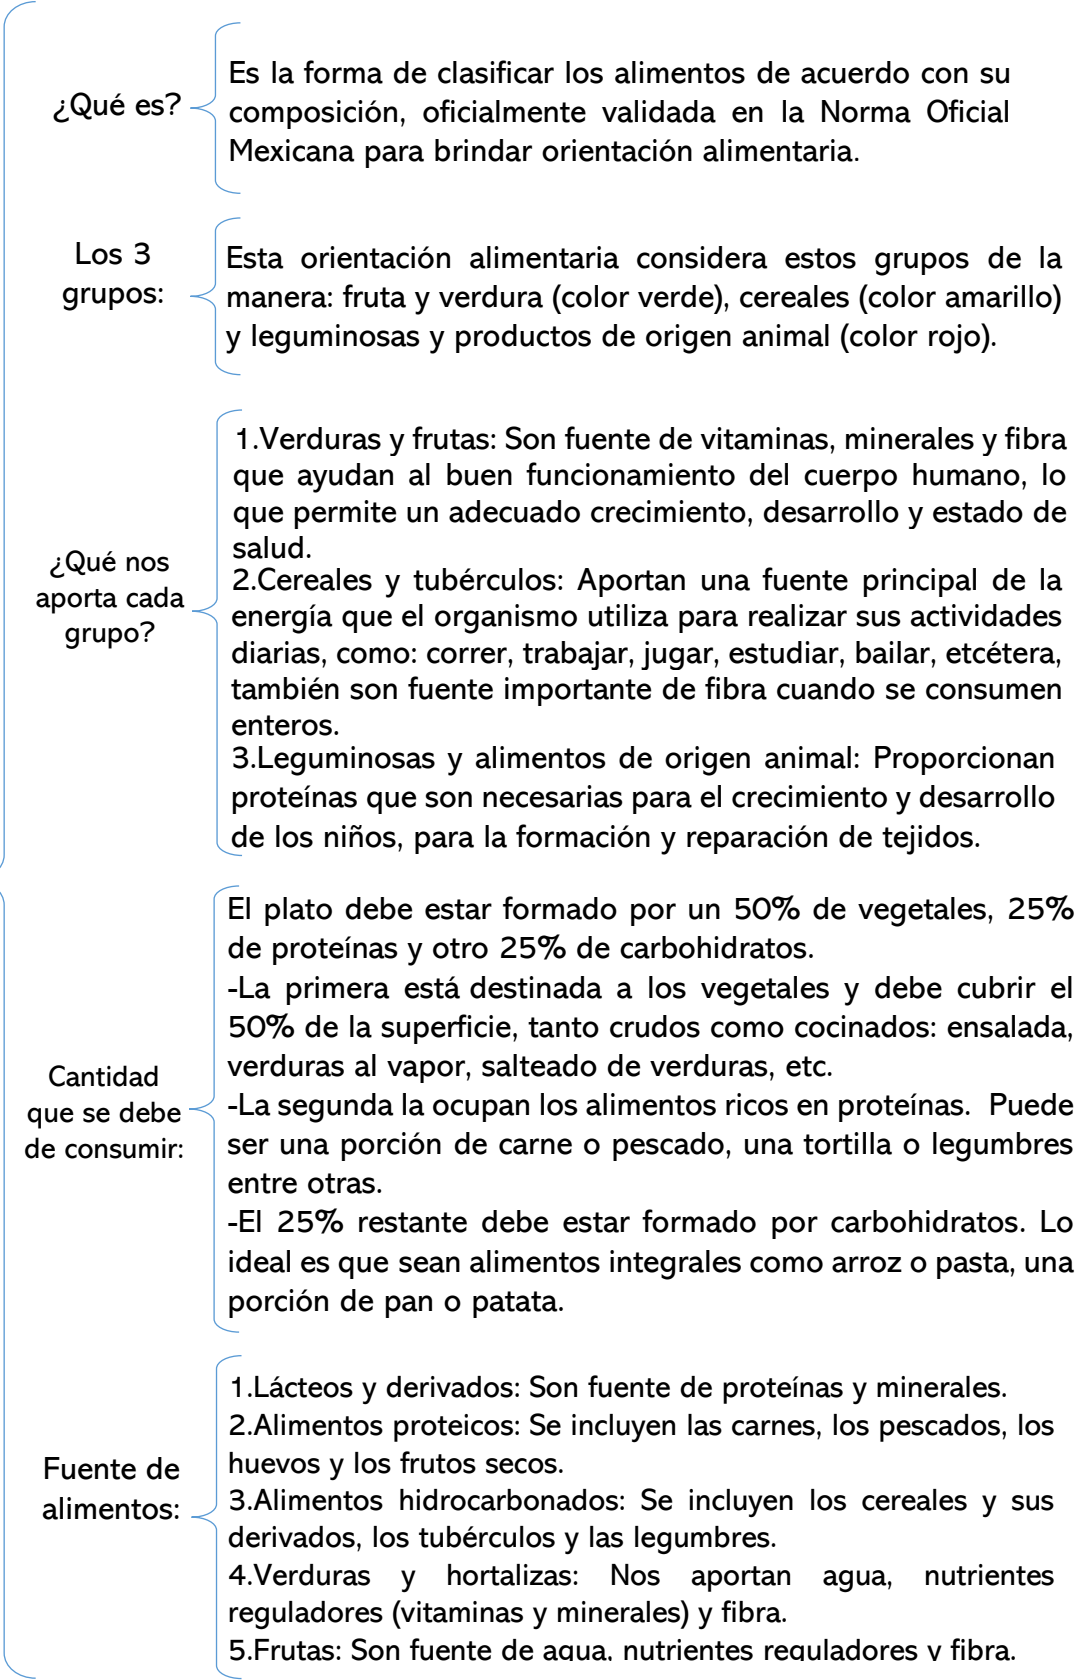 ¿Qué es?
Es la forma de clasificar los alimentos de acuerdo con su
composición, oficialmente validada en la Norma Oficial
Mexicana para brindar orientación alimentaria.
Los 3
grupos:
Esta orientación alimentaria considera estos grupos de la
manera: fruta y verdura (color verde), cereales (color amarillo)
y leguminosas y productos de origen animal (color rojo).
¿Qué nos
aporta cada
grupo?
1.Verduras y frutas: Son fuente de vitaminas, minerales y fibra
que ayudan al buen funcionamiento del cuerpo humano, lo
que permite un adecuado crecimiento, desarrollo y estado de
salud.
2.Cereales y tubérculos: Aportan una fuente principal de la
energía que el organismo utiliza para realizar sus actividades
diarias, como: correr, trabajar, jugar, estudiar, bailar, etcétera,
también son fuente importante de fibra cuando se consumen
enteros.
3.Leguminosas y alimentos de origen animal: Proporcionan
proteínas que son necesarias para el crecimiento y desarrollo
de los niños, para la formación y reparación de tejidos.
Cantidad
que se debe
de consumir:
El plato debe estar formado por un 50% de vegetales, 25%
de proteínas y otro 25% de carbohidratos.
-La primera está destinada a los vegetales y debe cubrir el
50% de la superficie, tanto crudos como cocinados: ensalada,
verduras al vapor, salteado de verduras, etc.
-La segunda la ocupan los alimentos ricos en proteínas. Puede
ser una porción de carne o pescado, una tortilla o legumbres
entre otras.
-El 25% restante debe estar formado por carbohidratos. Lo
ideal es que sean alimentos integrales como arroz o pasta, una
porción de pan o patata.
Fuente de
alimentos:
1.Lácteos y derivados: Son fuente de proteínas y minerales.
2.Alimentos proteicos: Se incluyen las carnes, los pescados, los
huevos y los frutos secos.
3.Alimentos hidrocarbonados: Se incluyen los cereales y sus
derivados, los tubérculos y las legumbres.
4.Verduras y hortalizas: Nos aportan agua, nutrientes
reguladores (vitaminas y minerales) y fibra.
5.Frutas: Son fuente de agua, nutrientes reguladores y fibra.